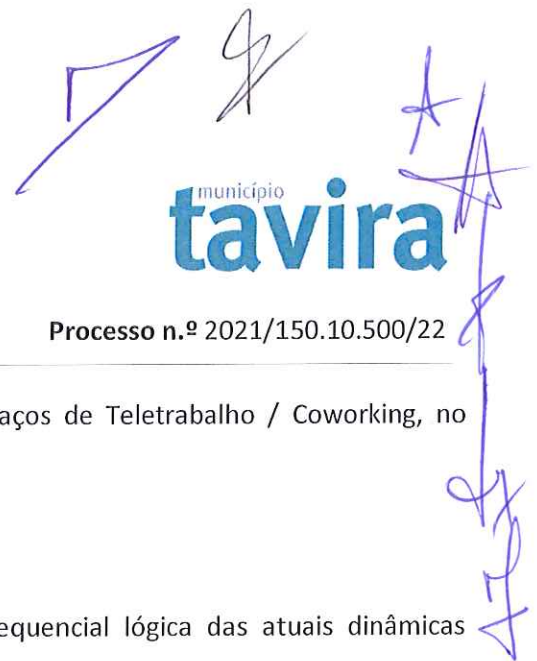 município
tavira
Processo n.º 2021/150.10.500/22
aços de Teletrabalho / Coworking, no
equencial lógica das atuais dinâmicas